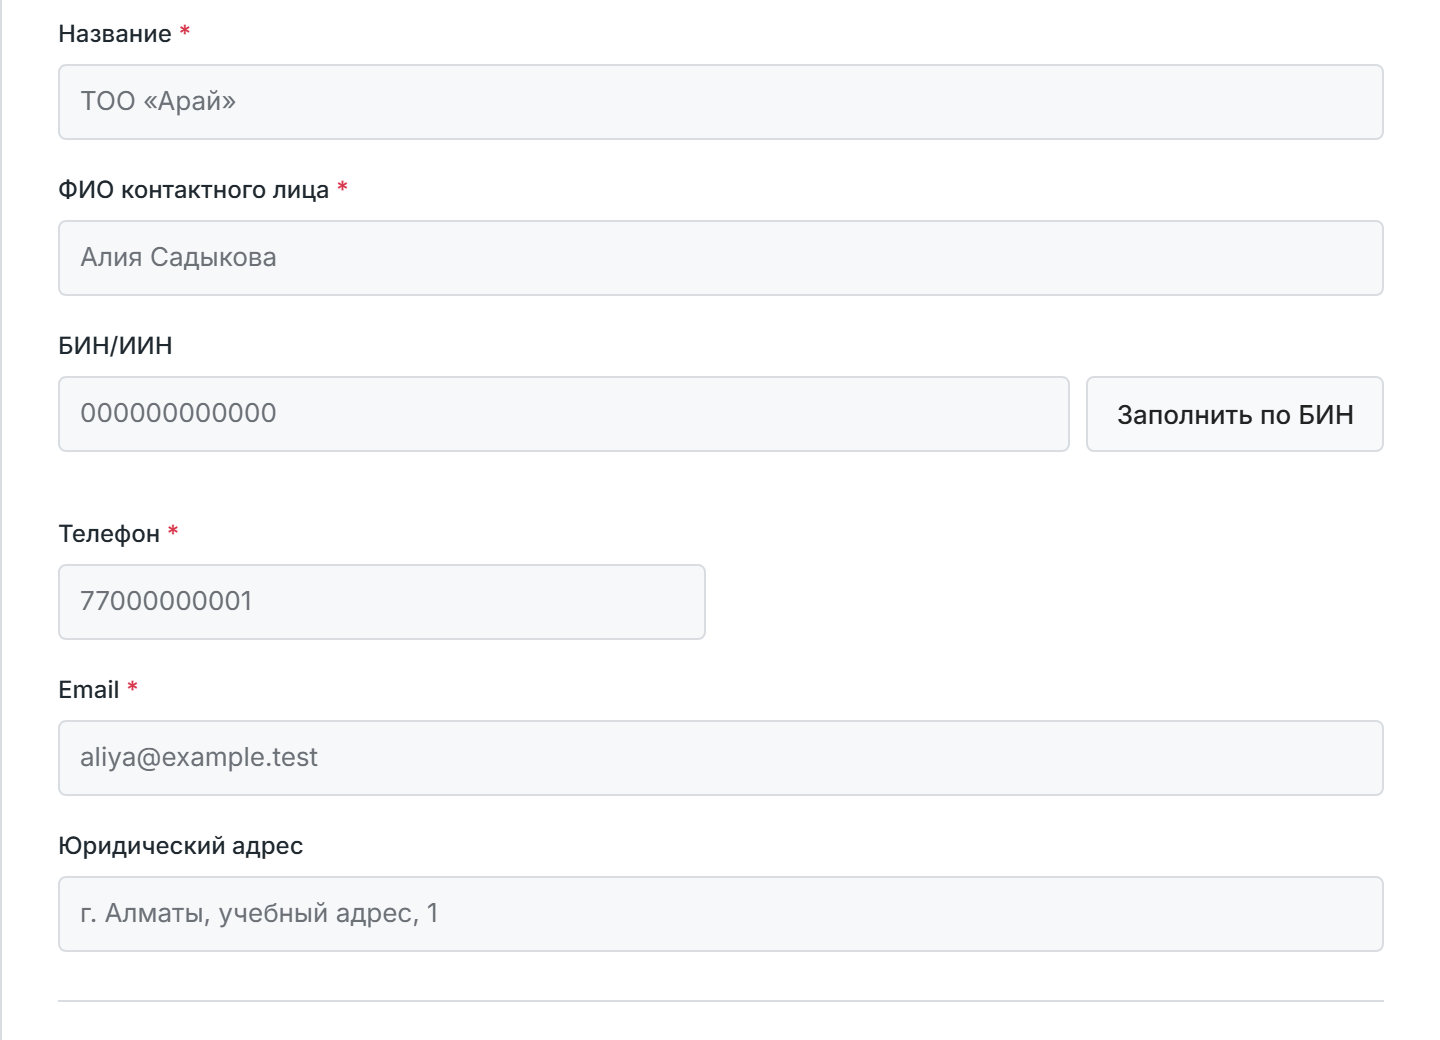 Название *
ТОО «Арай»
ФИО контактного лица *
Алия Садыкова
БИН/ИИН
000000000000
Заполнить по БИН
Телефон *
77000000001
Email *
aliya@example.test
Юридический адрес
г. Алматы, учебный адрес, 1